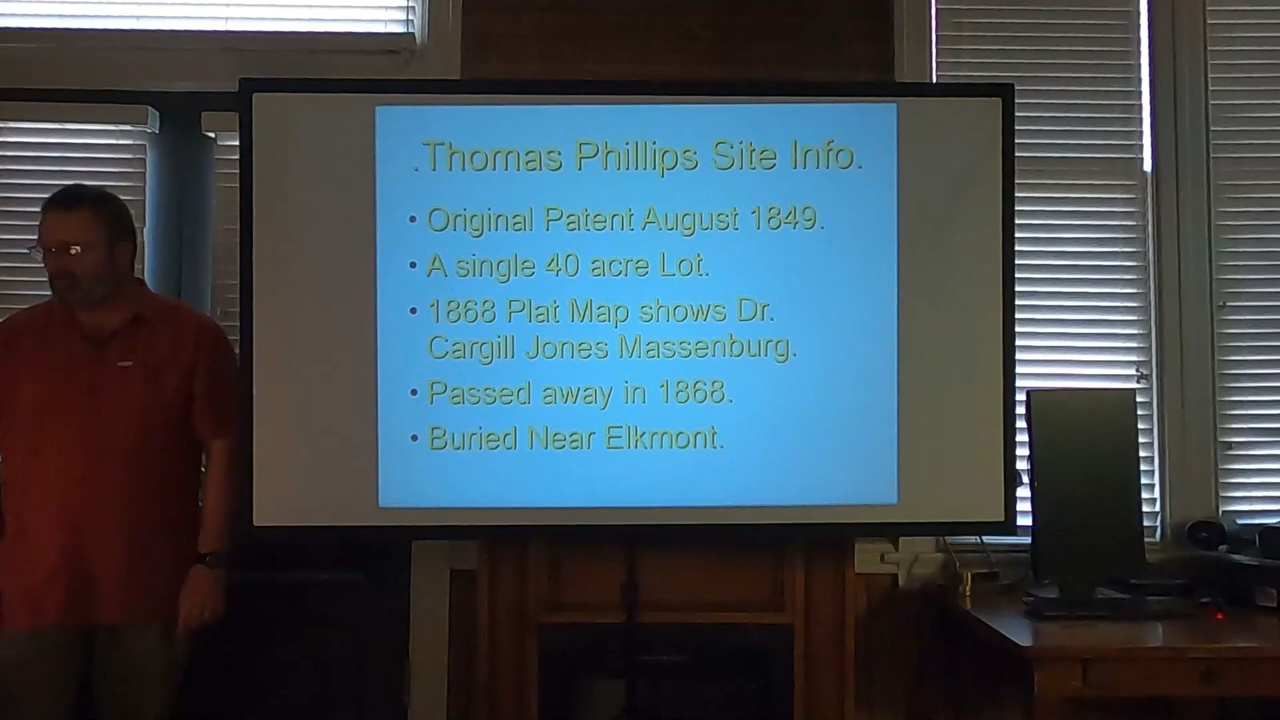 .Thomas Phillips Site Info.
• Original Patent August 1849.
• A single 40 acre Lot.
• 1868 Plat Map shows Dr.
Cargill Jones Massenburg.
• Passed away in 1868.
• Buried Near Elkmont.